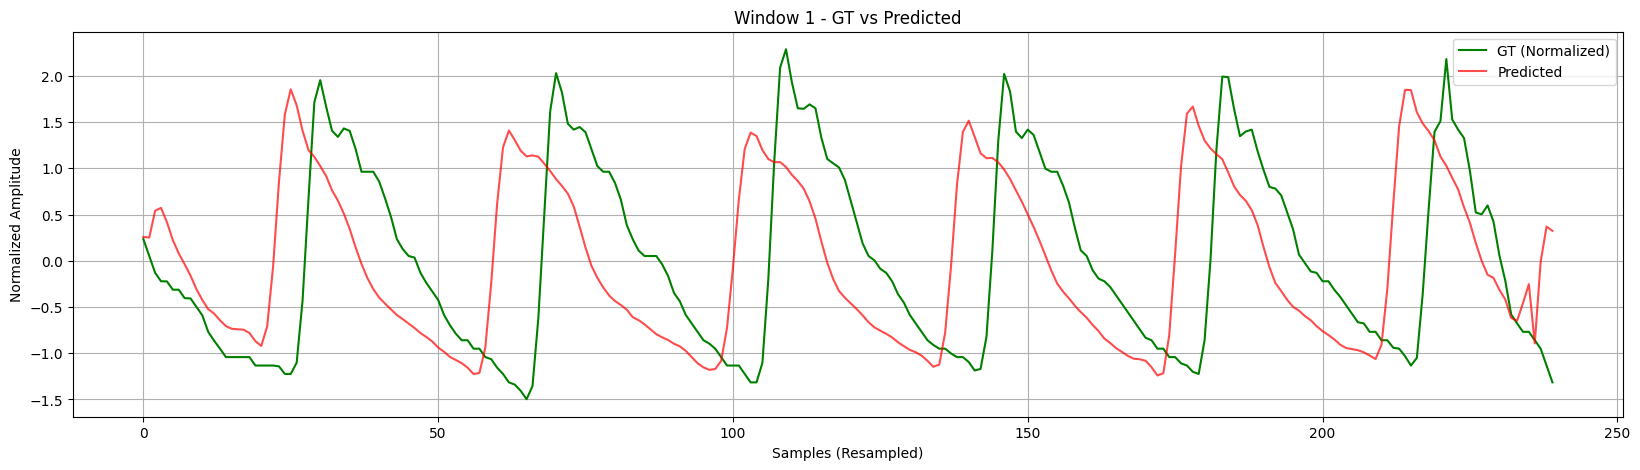 Window 1 - GT vs Predicted
GT (Normalized)
Predicted
Normalized Amplitude
2.0
1.5
1.0
0.5
0.0
−0.5
−1.0
−1.5
0
50
100
150
200
250
Samples (Resampled)